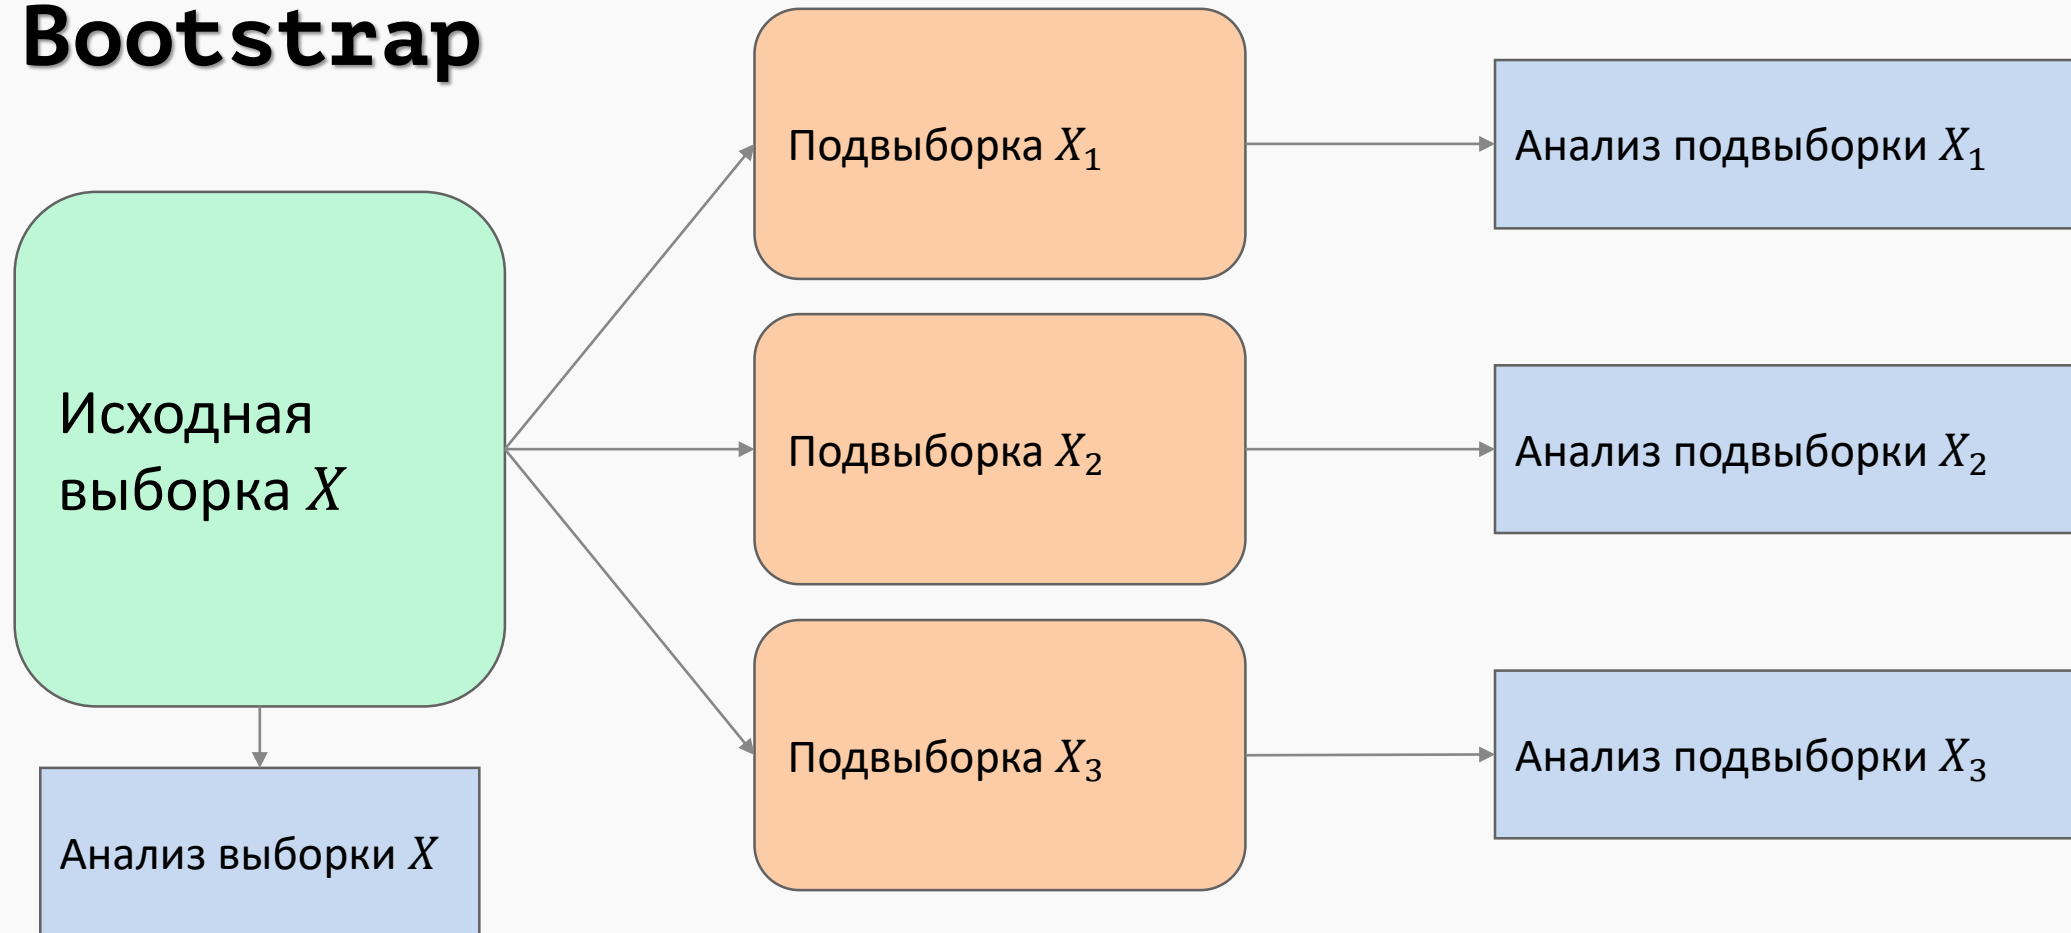 Bootstrap
Исходная
выборка X
Анализ выборки X
Подвыборка X₁
Анализ подвыборки X₁
Подвыборка X₂
Анализ подвыборки X₂
Подвыборка X₃
Анализ подвыборки X₃